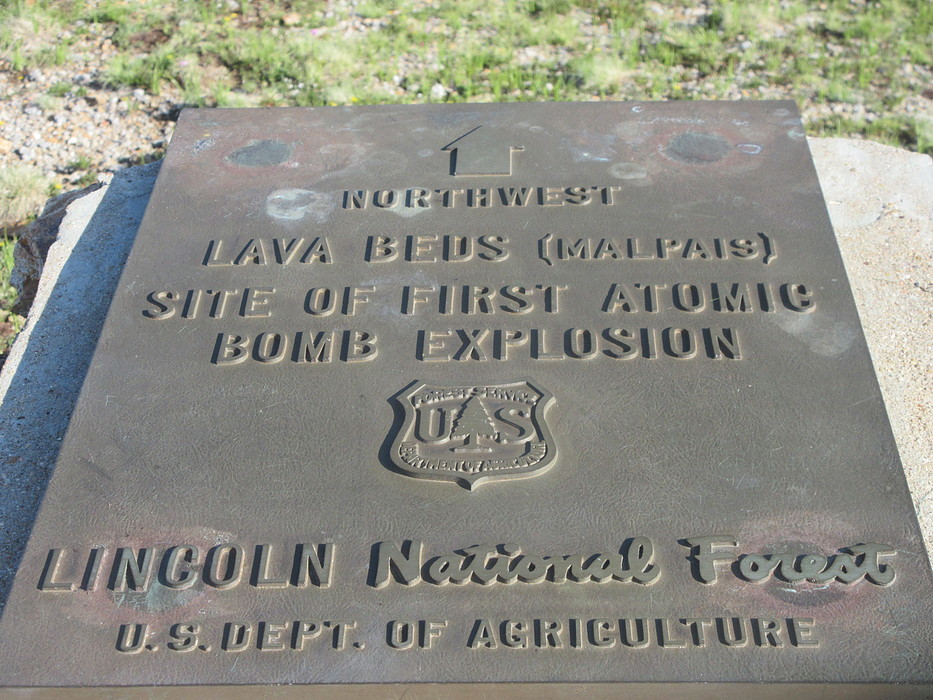 NORTHWEST
LAVA BEDS (MALPAIS)
SITE OF FIRST ATOMIC
BOMB EXPLOSION
FOREST SERVICE
U S
DEPARTMENT OF AGRICULTURE
LINCOLN National Forest
U.S. DEPT. OF AGRICULTURE